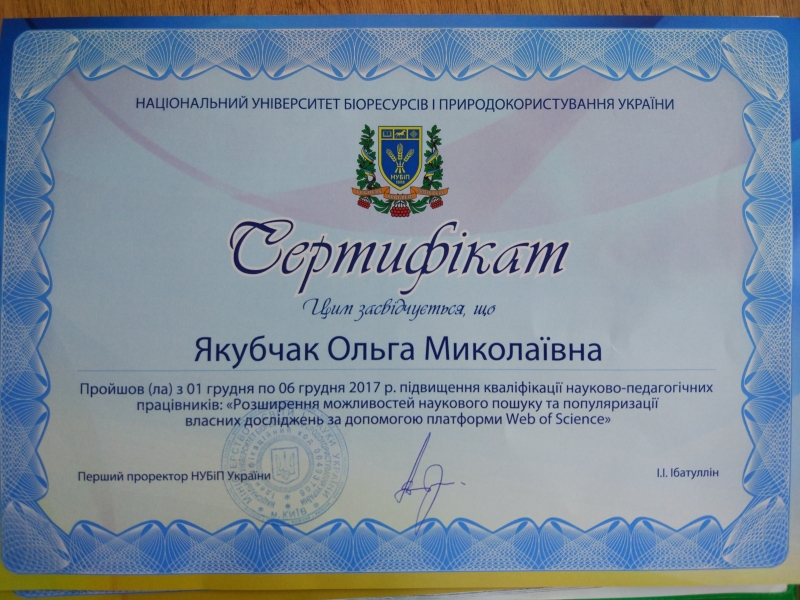 НАЦІОНАЛЬНИЙ УНІВЕРСИТЕТ БІОРЕСУРСІВ І ПРИРОДОКОРИСТУВАННЯ УКРАЇНИ
НУБіП
Сертифікат
Цим засвідчується, що
Якубчак Ольга Миколаївна
Пройшов (ла) з 01 грудня по 06 грудня 2017 р. підвищення кваліфікації науково-педагогічних
працівників: «Розширення можливостей наукового пошуку та популяризації
власних досліджень за допомогою платформи Web of Science»
Перший проректор НУБіП України
І.І. Ібатуллін
м. КИЇВ